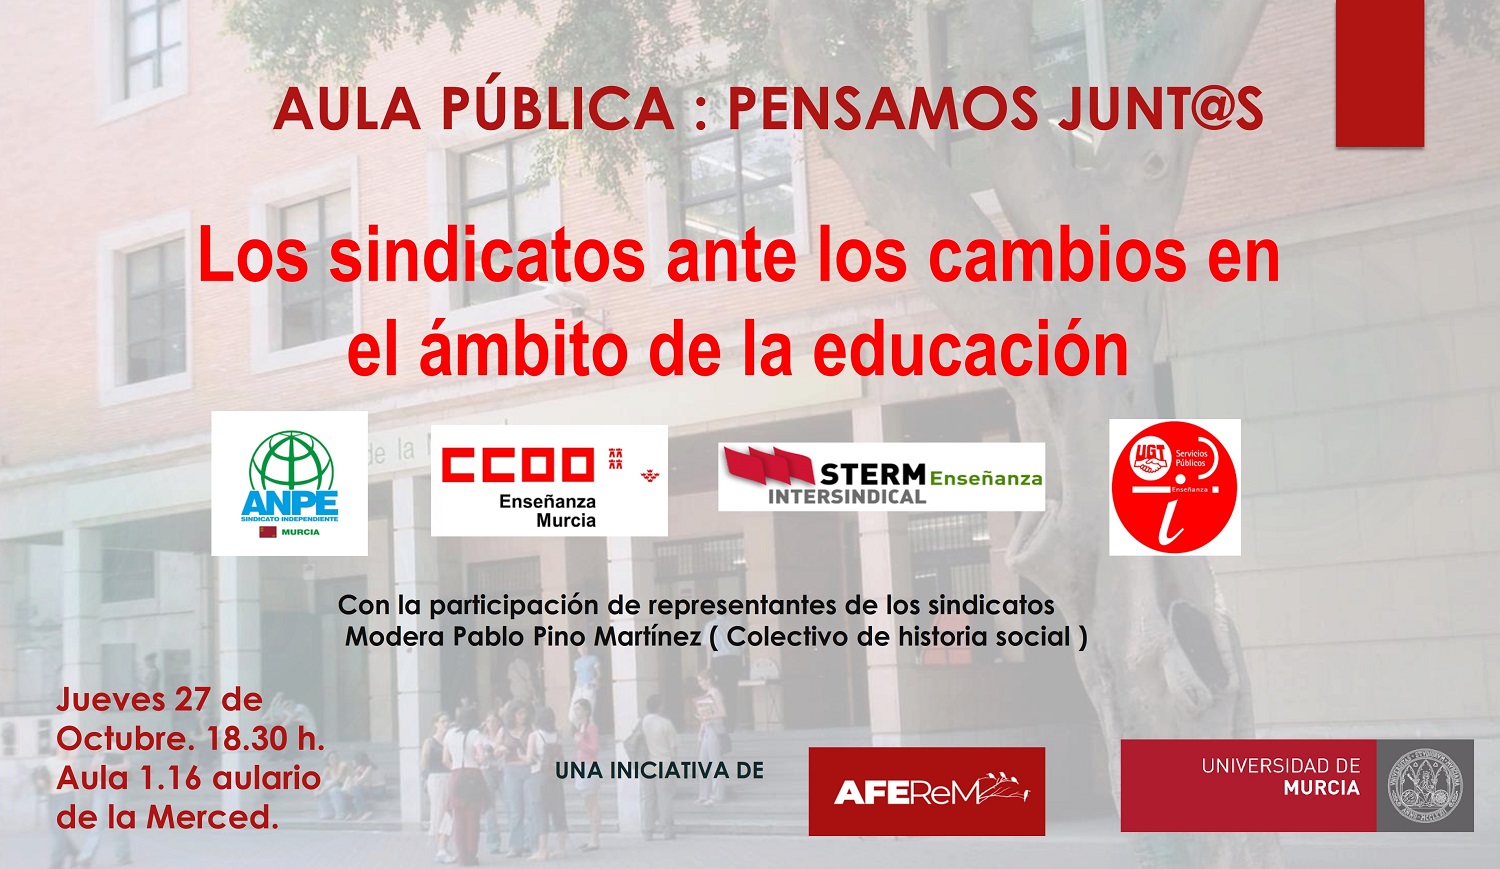 AULA PÚBLICA : PENSAMOS JUNT@S
Los sindicatos ante los cambios en
el ámbito de la educación
de la M
ANPE
SINDICATO INDEPENDIENTE
MURCIA
CCOO
Enseñanza
Murcia
STERM Enseñanza
INTERSINDICAL
UGT
Servicios
Públicos
Enseñanza
i
Con la participación de representantes de los sindicatos
Modera Pablo Pino Martínez ( Colectivo de historia social )
Jueves 27 de
Octubre. 18.30 h.
Aula 1.16 aulario
de la Merced.
UNA INICIATIVA DE
AFEReM
UNIVERSIDAD DE
MURCIA